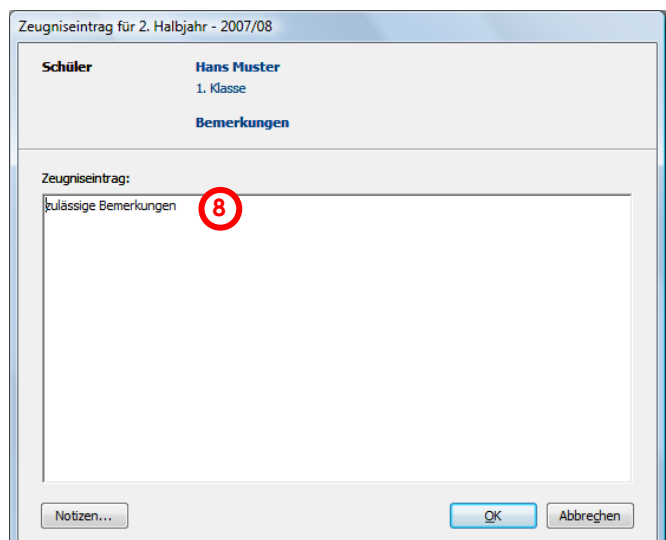 Zeugniseintrag für 2. Halbjahr - 2007/08
Schüler Hans Muster
1. Klasse
Bemerkungen
Zeugniseintrag:
zulässige Bemerkungen 8
Notizen... OK Abbrechen